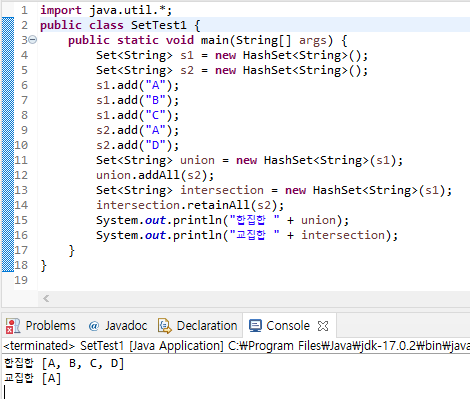 1 import java.util.*;
2 public class SetTest1 {
3 public static void main(String[] args) {
4 Set<String> s1 = new HashSet<String>();
5 Set<String> s2 = new HashSet<String>();
6 s1.add("A");
7 s1.add("B");
8 s1.add("C");
9 s2.add("A");
10 s2.add("D");
11 Set<String> union = new HashSet<String>(s1);
12 union.addAll(s2);
13 Set<String> intersection = new HashSet<String>(s1);
14 intersection.retainAll(s2);
15 System.out.println("합집합 " + union);
16 System.out.println("교집합 " + intersection);
17 }
18 }
19
Problems @ Javadoc Declaration Console
<terminated> SetTest1 [Java Application] C:₩Program Files₩Java₩jdk-17.0.2₩bin₩java
합집합 [A, B, C, D]
교집합 [A]